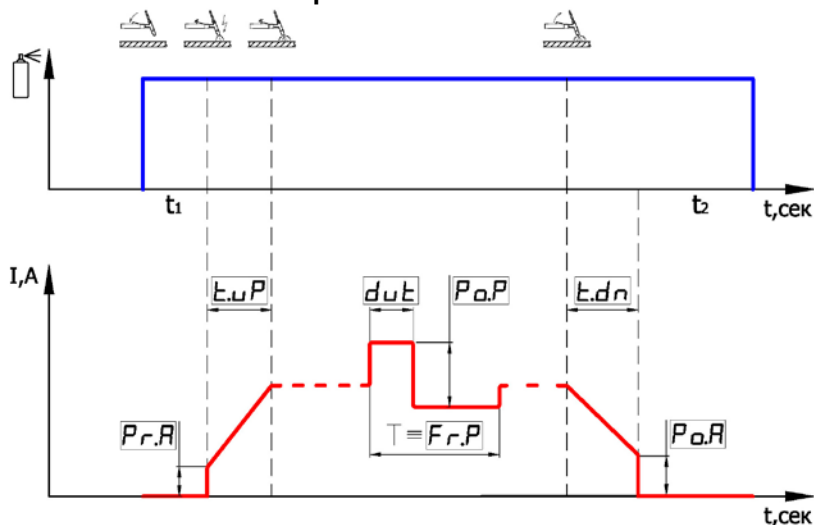 t1
t2
t,сек
I,A
t.uP
dut
Po.P
t.dn
Pr.A
T ≡ Fr.P
Po.A
t,сек